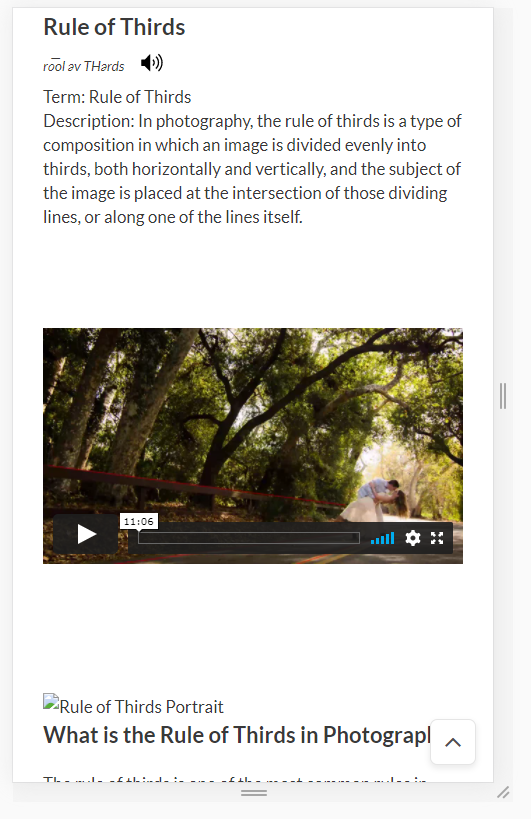 Rule of Thirds
ro͞ol əv THərds
Term: Rule of Thirds
Description: In photography, the rule of thirds is a type of
composition in which an image is divided evenly into
thirds, both horizontally and vertically, and the subject of
the image is placed at the intersection of those dividing
lines, or along one of the lines itself.
11:06
Rule of Thirds Portrait
What is the Rule of Thirds in Photograph
The rule of thirds is one of the most common rules in